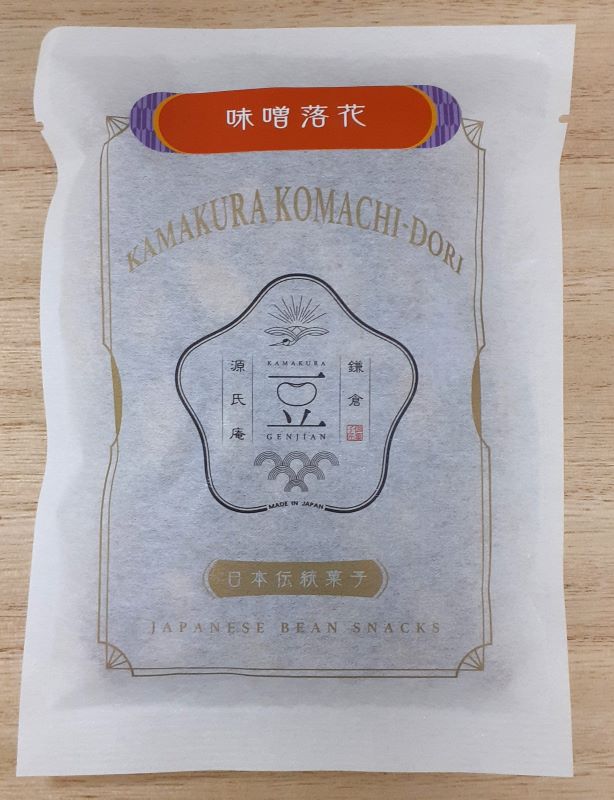 味噌落花
KAMAKURA KOMACHI-DORI
鎌倉
KAMAKURA
豆
GENJIAN
源氏庵
MADE IN JAPAN
日本伝統菓子
JAPANESE BEAN SNACKS